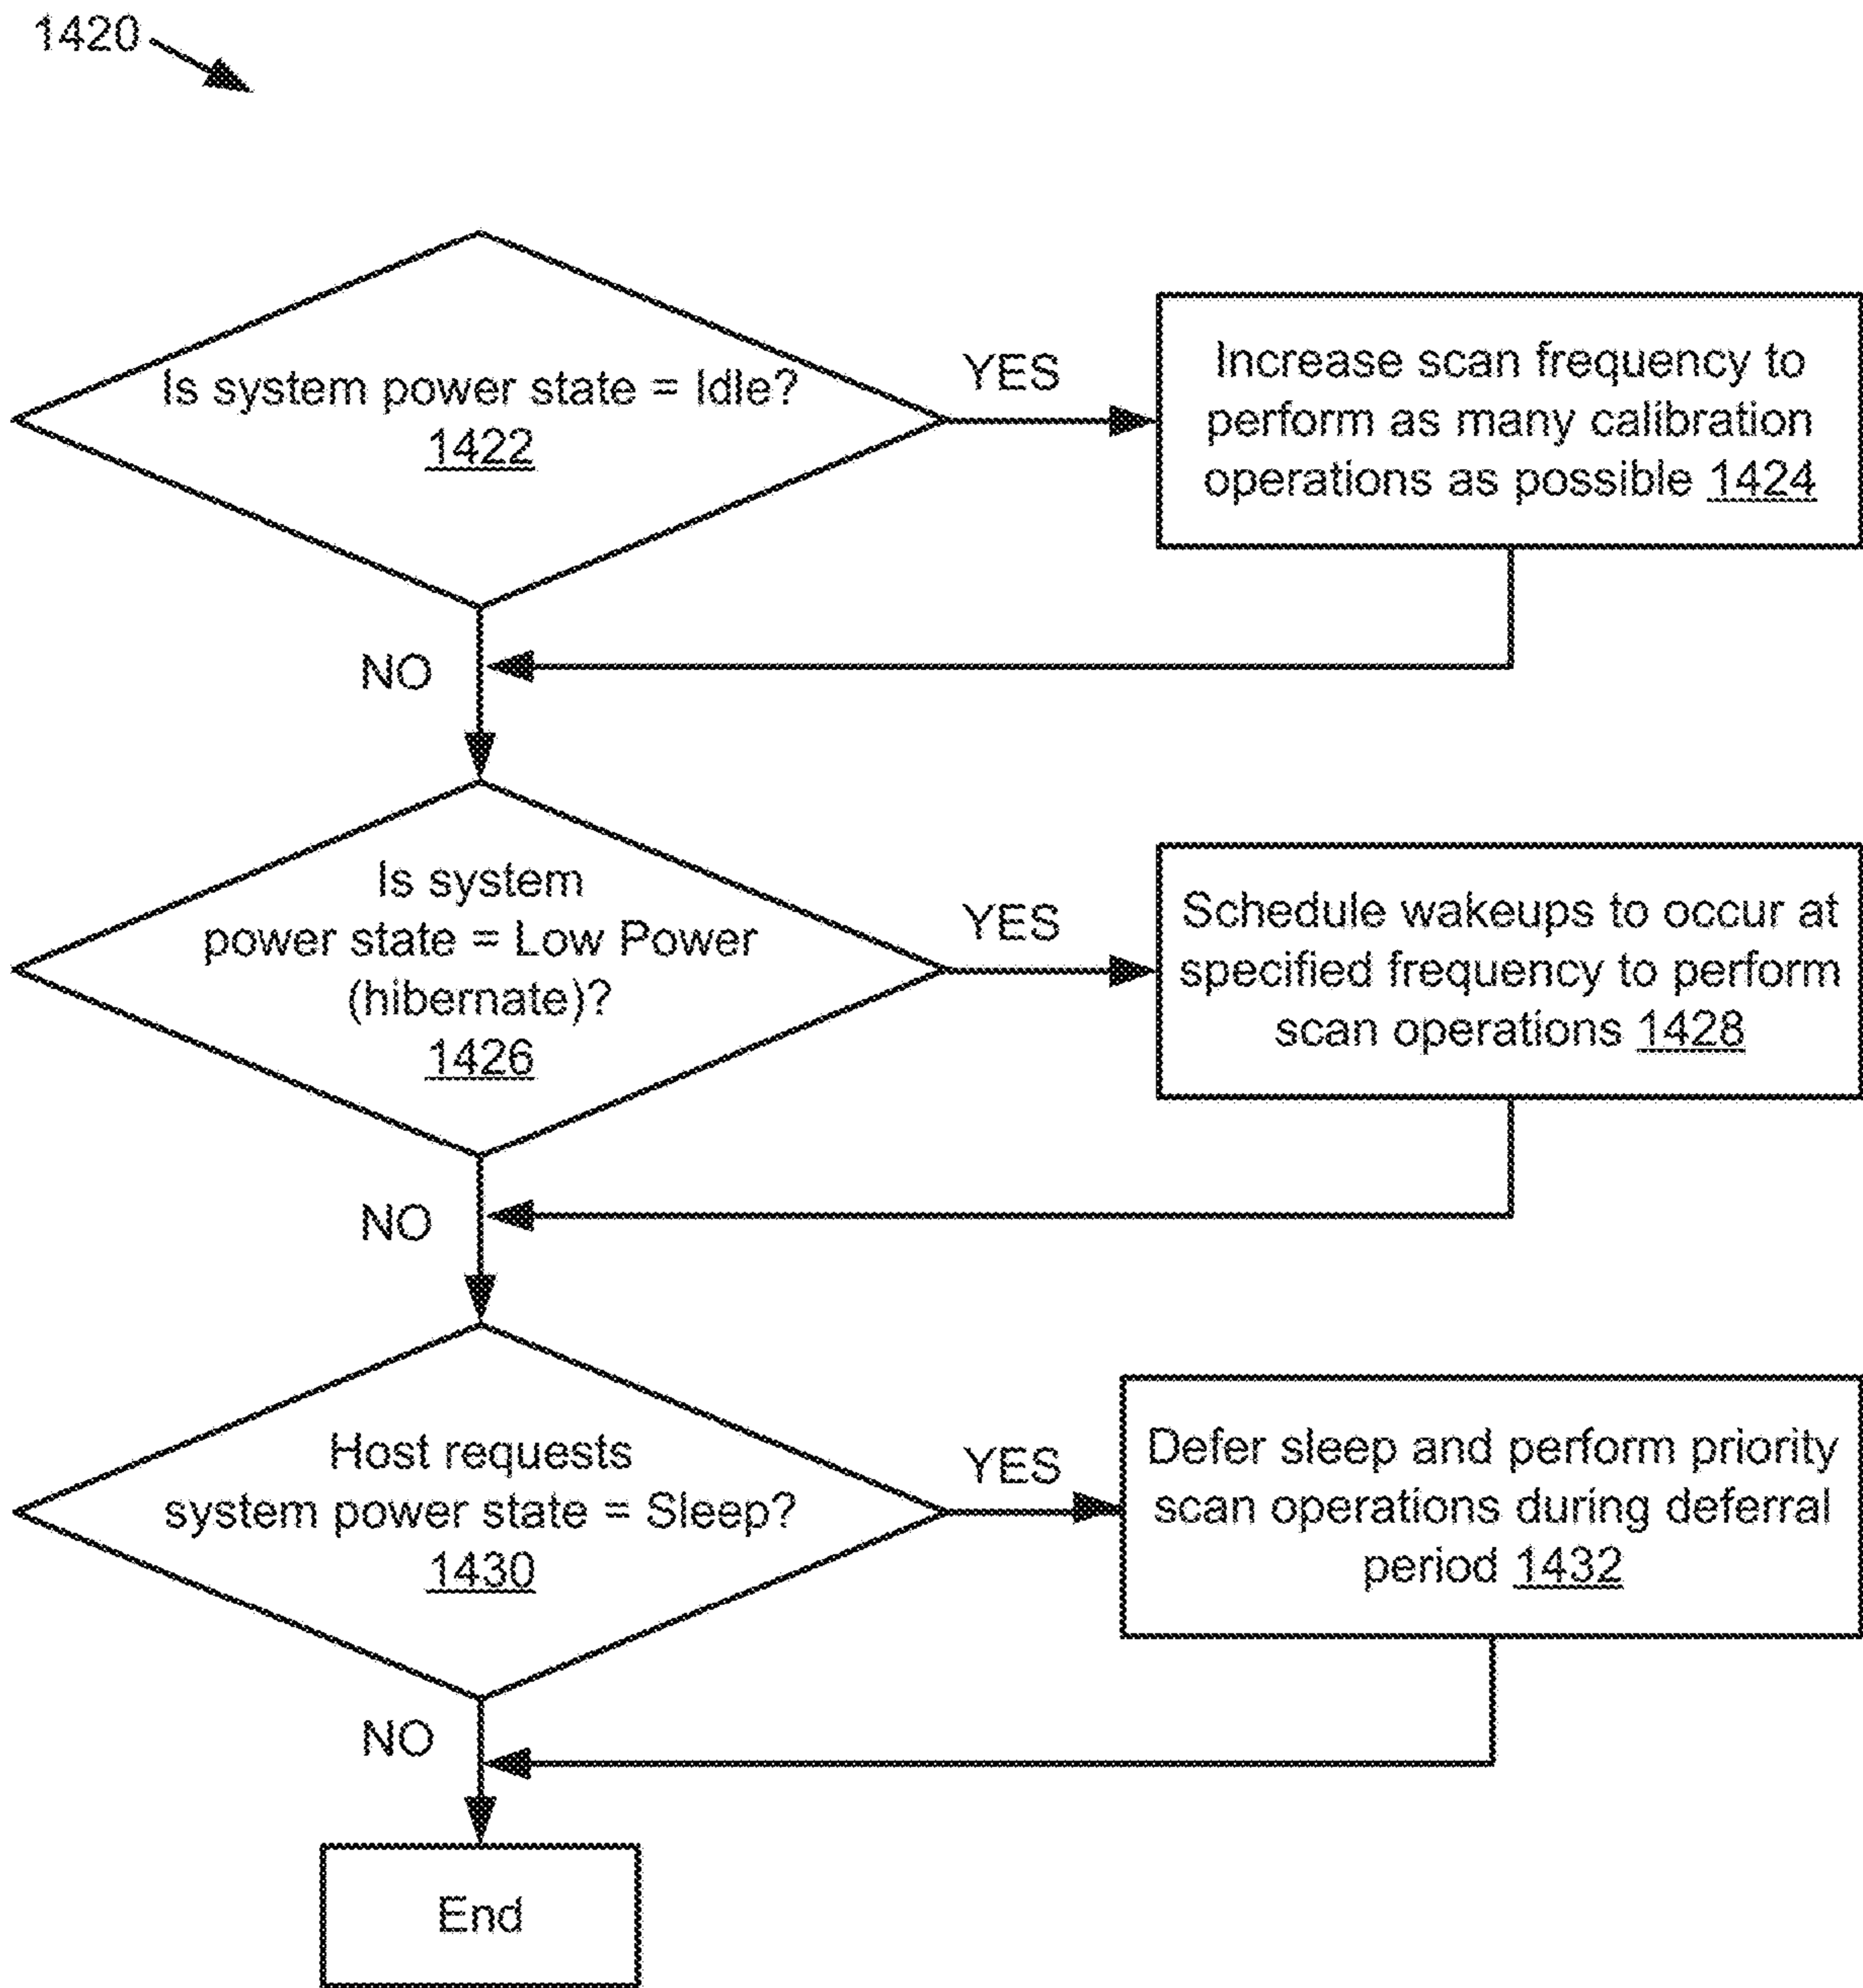 1420
Is system power state = Idle?
1422
YES
Increase scan frequency to
perform as many calibration
operations as possible 1424
NO
Is system
power state = Low Power
(hibernate)?
1426
YES
Schedule wakeups to occur at
specified frequency to perform
scan operations 1428
NO
Host requests
system power state = Sleep?
1430
YES
Defer sleep and perform priority
scan operations during deferral
period 1432
NO
End